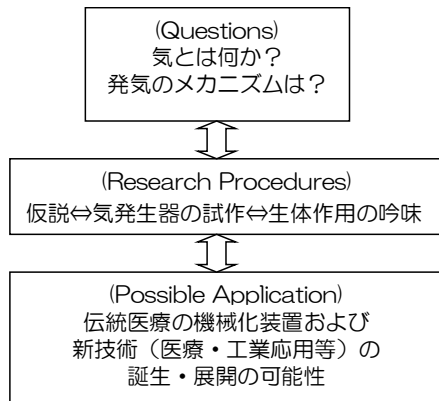 (Questions)
気とは何か？
発気のメカニズムは？
(Research Procedures)
仮説⇔気発生器の試作⇔生体作用の吟味
(Possible Application)
伝統医療の機械化装置および
新技術（医療・工業応用等）の
誕生・展開の可能性